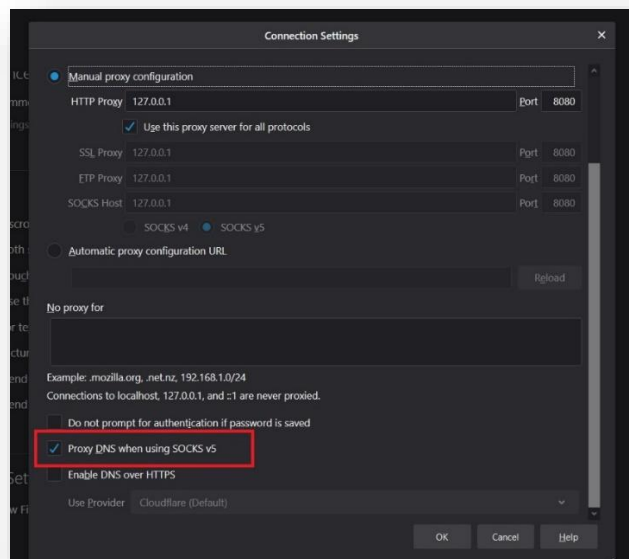 Connection Settings
Manual proxy configuration
HTTP Proxy 127.0.0.1 Port 8080
Use this proxy server for all protocols
SSL Proxy 127.0.0.1 Port 8080
FTP Proxy 127.0.0.1 Port 8080
SOCKS Host 127.0.0.1 Port 8080
SOCKS v4 SOCKS v5
Automatic proxy configuration URL
Reload
No proxy for
Example: .mozilla.org, .net.nz, 192.168.1.0/24
Connections to localhost, 127.0.0.1, and ::1 are never proxied.
Do not prompt for authentication if password is saved
Proxy DNS when using SOCKS v5
Enable DNS over HTTPS
Use Provider Cloudflare (Default)
OK Cancel Help